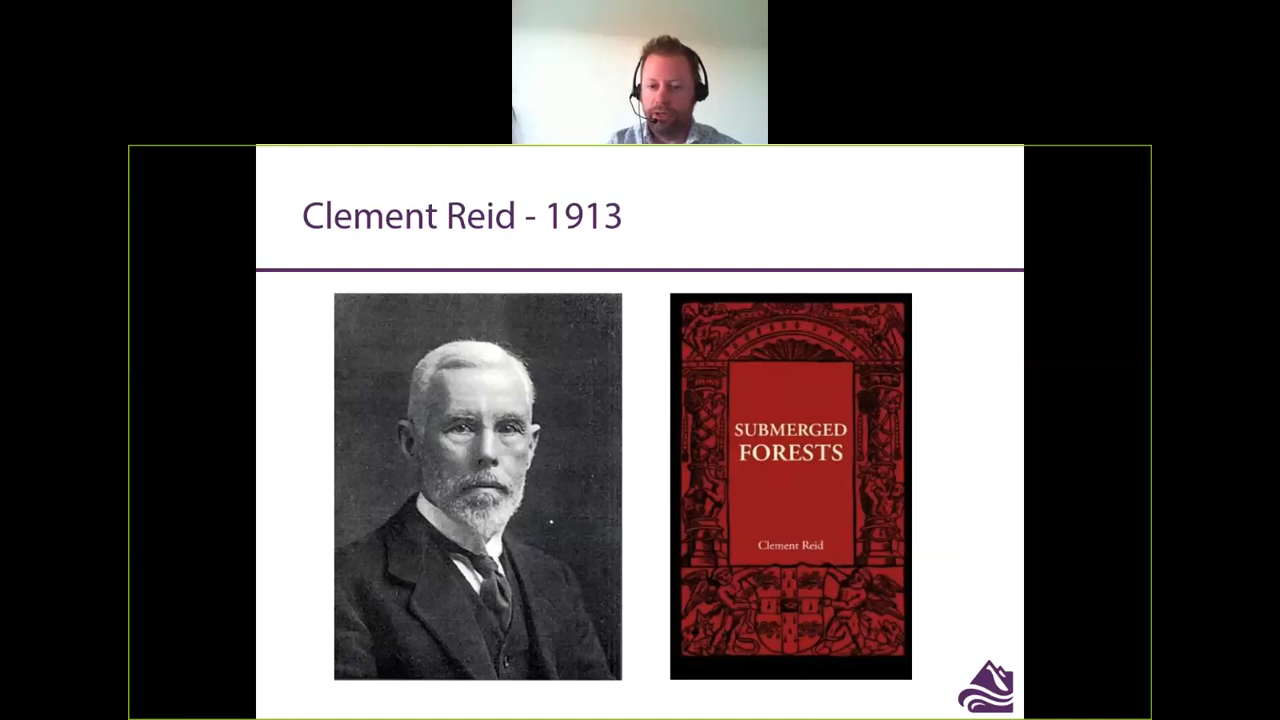 Clement Reid - 1913
SUBMERGED
FORESTS
Clement Reid